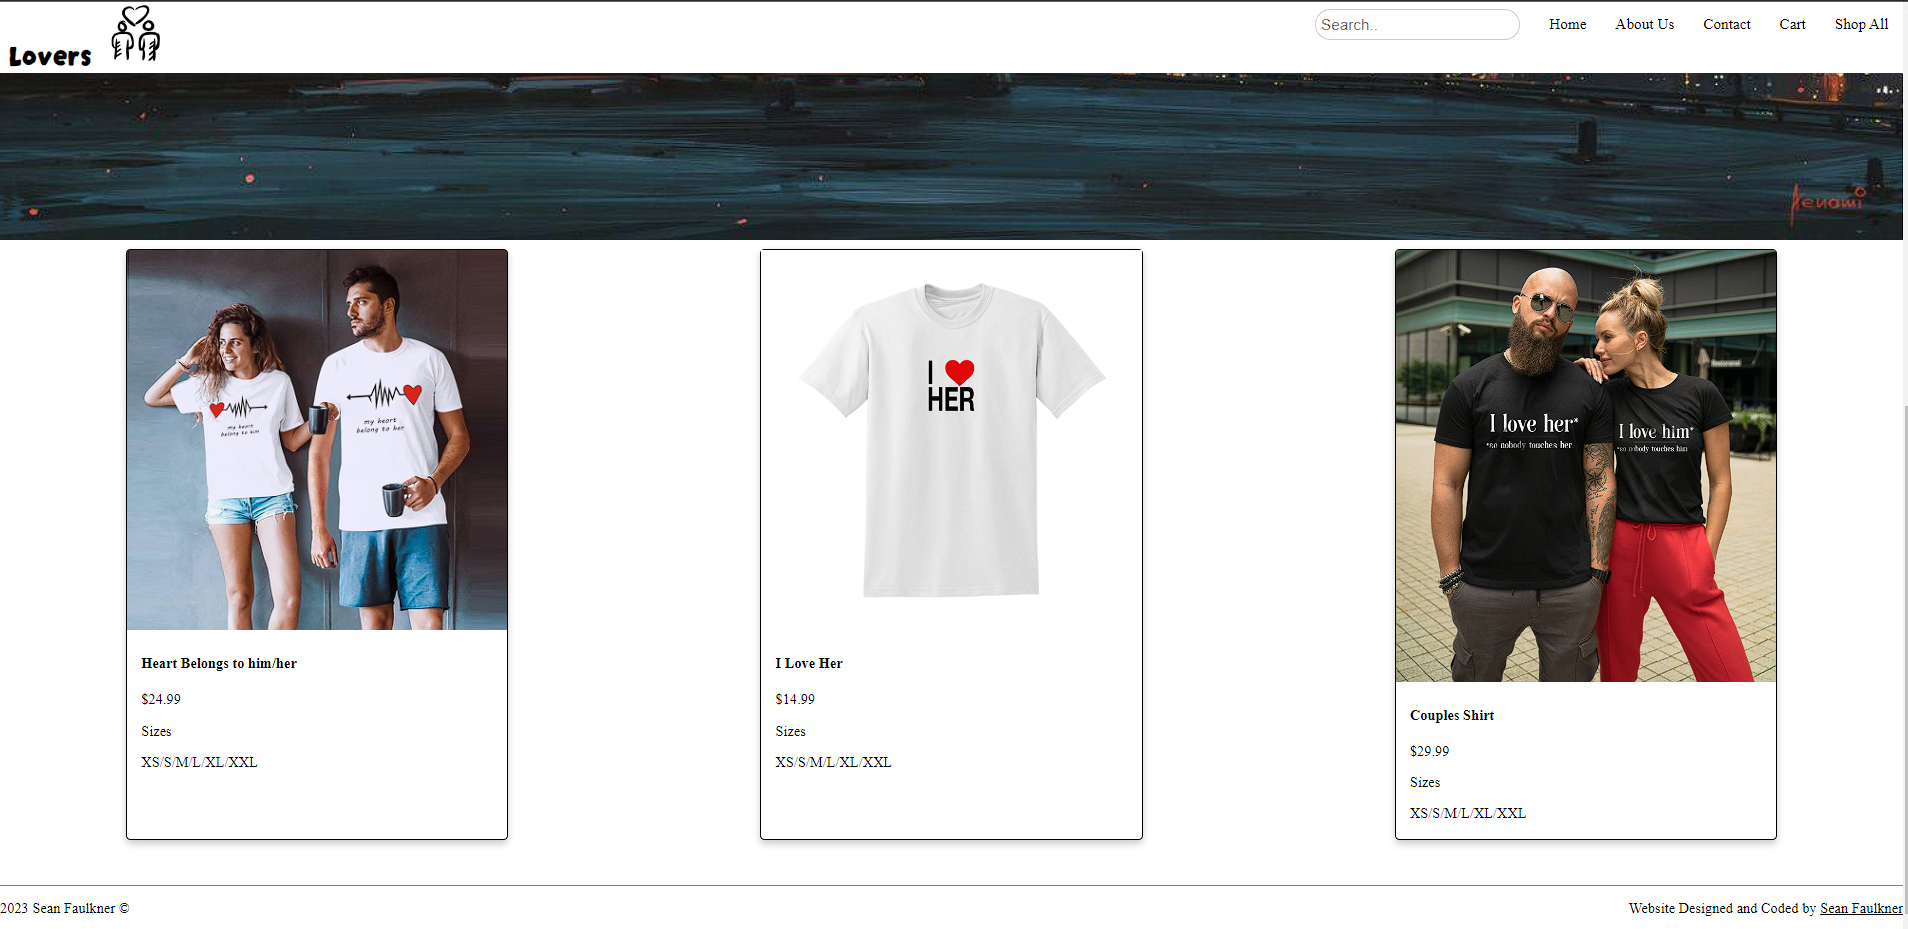 Lovers
Search..
Home About Us Contact Cart Shop All
Jenami
my heart
belong to him
my heart
belong to her
I ♥
HER
I love her*
*so nobody touches her
I love him*
*so nobody touches him
Heart Belongs to him/her
$24.99
Sizes
XS/S/M/L/XL/XXL
I Love Her
$14.99
Sizes
XS/S/M/L/XL/XXL
Couples Shirt
$29.99
Sizes
XS/S/M/L/XL/XXL
2023 Sean Faulkner ©
Website Designed and Coded by Sean Faulkner